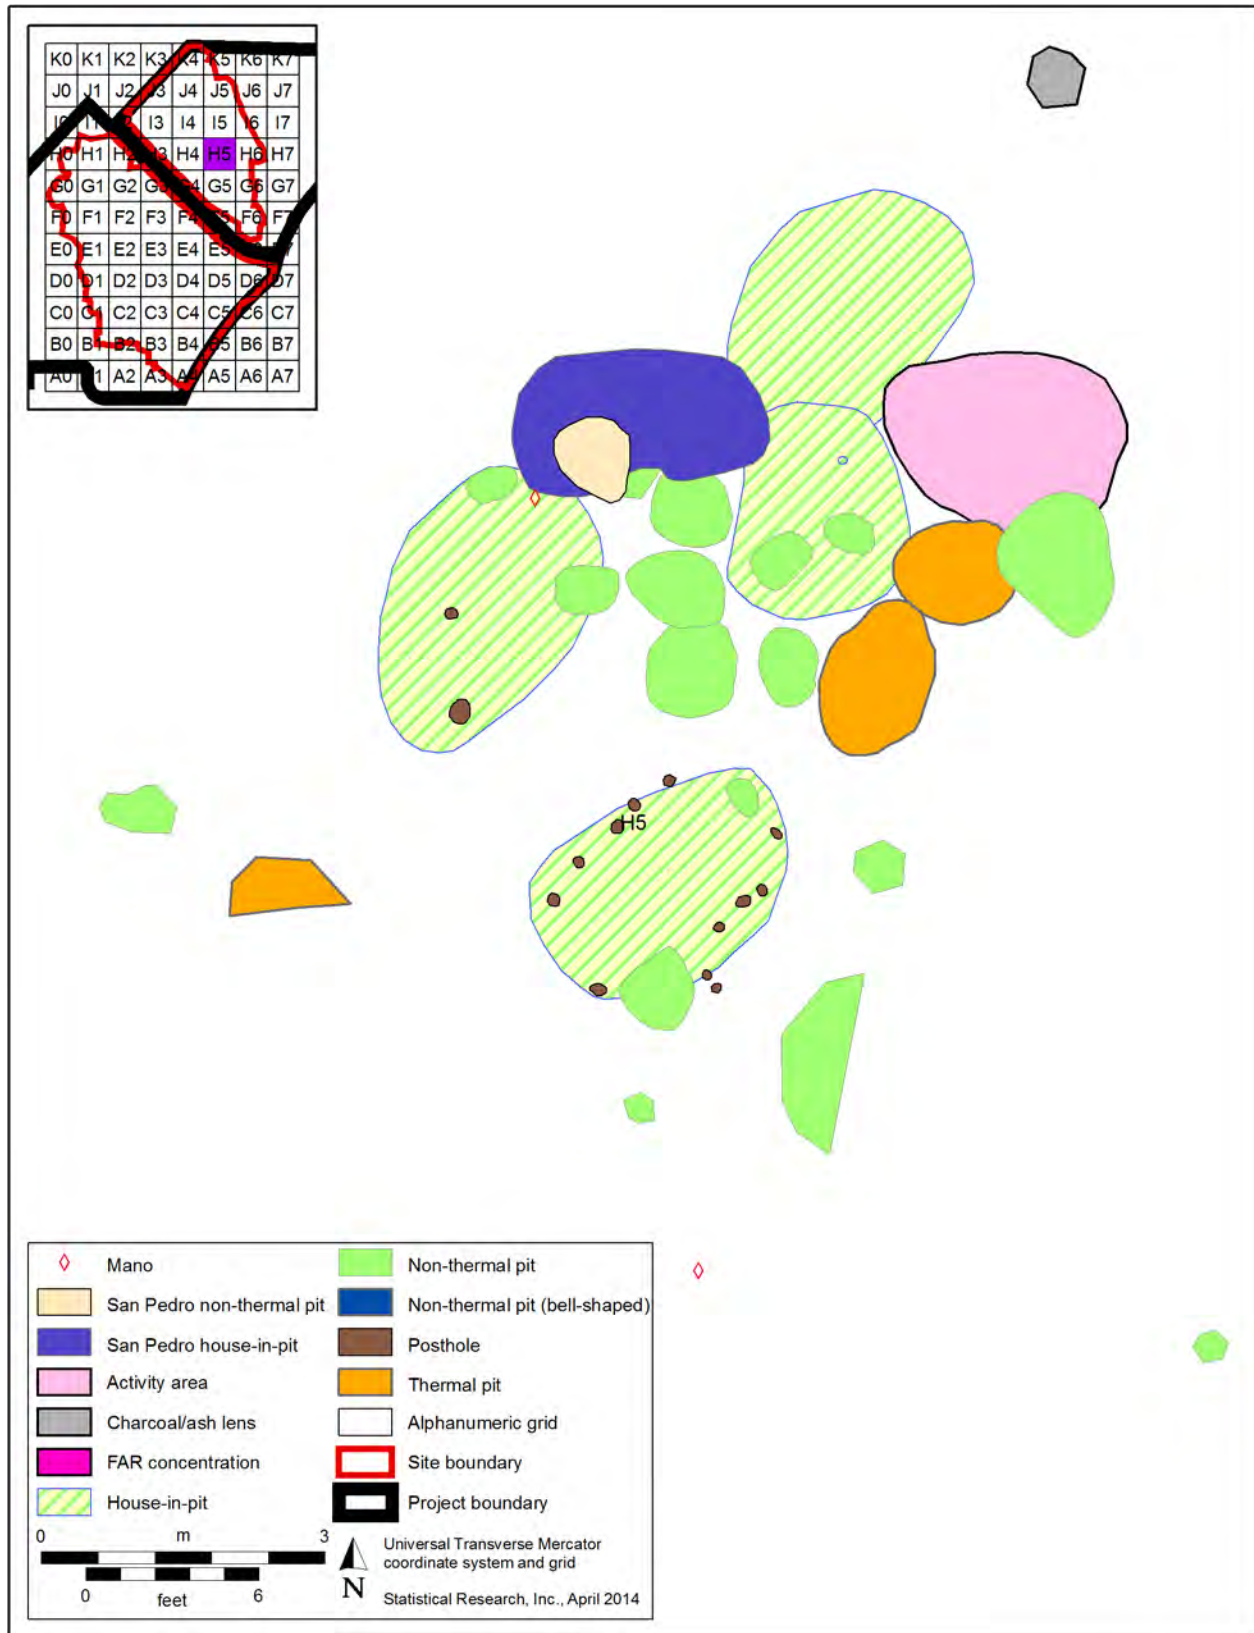 K0 K1 K2 K3 K4 K5 K6 K7
J0 J1 J2 J3 J4 J5 J6 J7
I0 I1 I3 I4 I5 I6 I7
H0 H1 H2 H3 H4 H5 H6 H7
G0 G1 G2 G3 G4 G5 G6 G7
F0 F1 F2 F3 F4 F5 F6 F7
E0 E1 E2 E3 E4 E5 E7
D0 D1 D2 D3 D4 D5 D6 D7
C0 C1 C2 C3 C4 C5 C6 C7
B0 B1 B2 B3 B4 B5 B6 B7
A0 A1 A2 A3 A4 A5 A6 A7
H5
Mano
San Pedro non-thermal pit
San Pedro house-in-pit
Activity area
Charcoal/ash lens
FAR concentration
House-in-pit
Non-thermal pit
Non-thermal pit (bell-shaped)
Posthole
Thermal pit
Alphanumeric grid
Site boundary
Project boundary
0 m 3
0 feet 6
N
Universal Transverse Mercator
coordinate system and grid
Statistical Research, Inc., April 2014